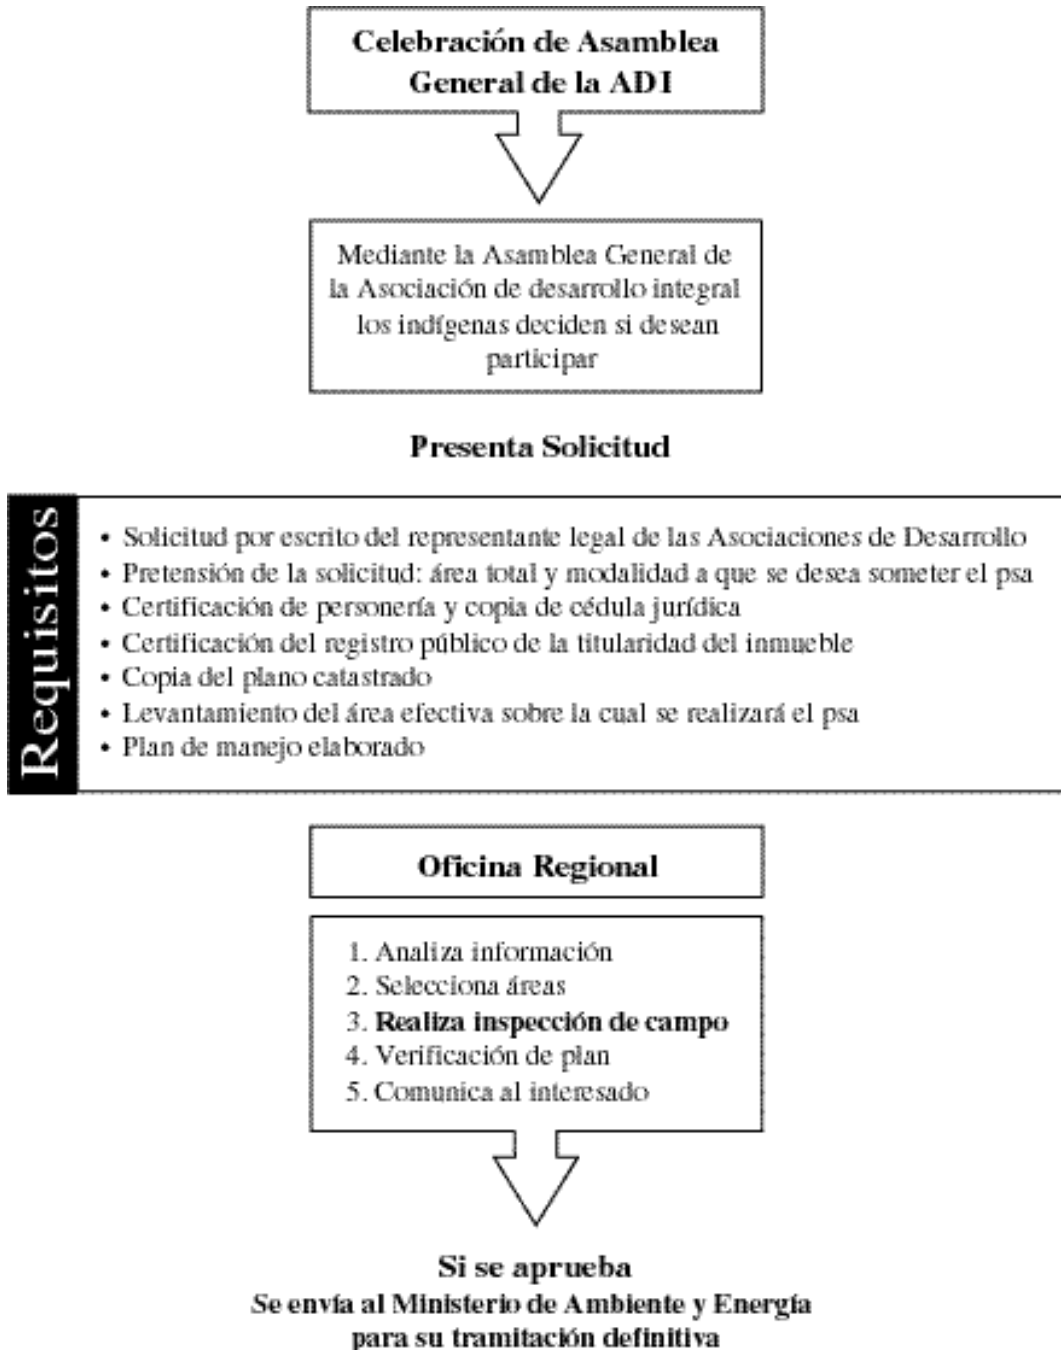 Celebración de Asamblea
General de la ADI
Mediante la Asamblea General de
la Asociación de desarrollo integral
los indígenas deciden si desean
participar
Presenta Solicitud
Requisitos
• Solicitud por escrito del representante legal de las Asociaciones de Desarrollo
• Pretensión de la solicitud: área total y modalidad a que se desea someter el psa
• Certificación de personería y copia de cédula jurídica
• Certificación del registro público de la titularidad del inmueble
• Copia del plano catastrado
• Levantamiento del área efectiva sobre la cual se realizará el psa
• Plan de manejo elaborado
Oficina Regional
1. Analiza información
2. Selecciona áreas
3. Realiza inspección de campo
4. Verificación de plan
5. Comunica al interesado
Si se aprueba
Se envía al Ministerio de Ambiente y Energía
para su tramitación definitiva